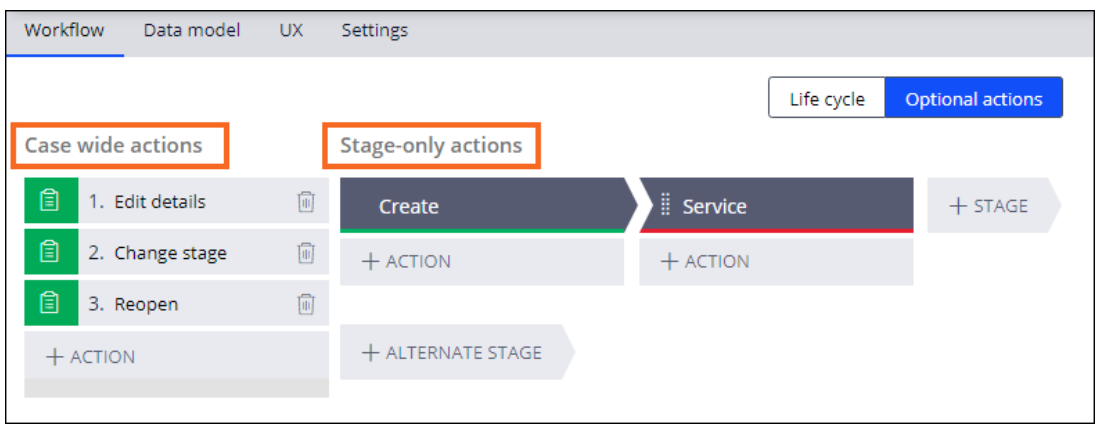 Workflow Data model UX Settings
Life cycle Optional actions
Case wide actions
Stage-only actions
1. Edit details
2. Change stage
3. Reopen
+ ACTION
Create Service + STAGE
+ ACTION + ACTION
+ ALTERNATE STAGE